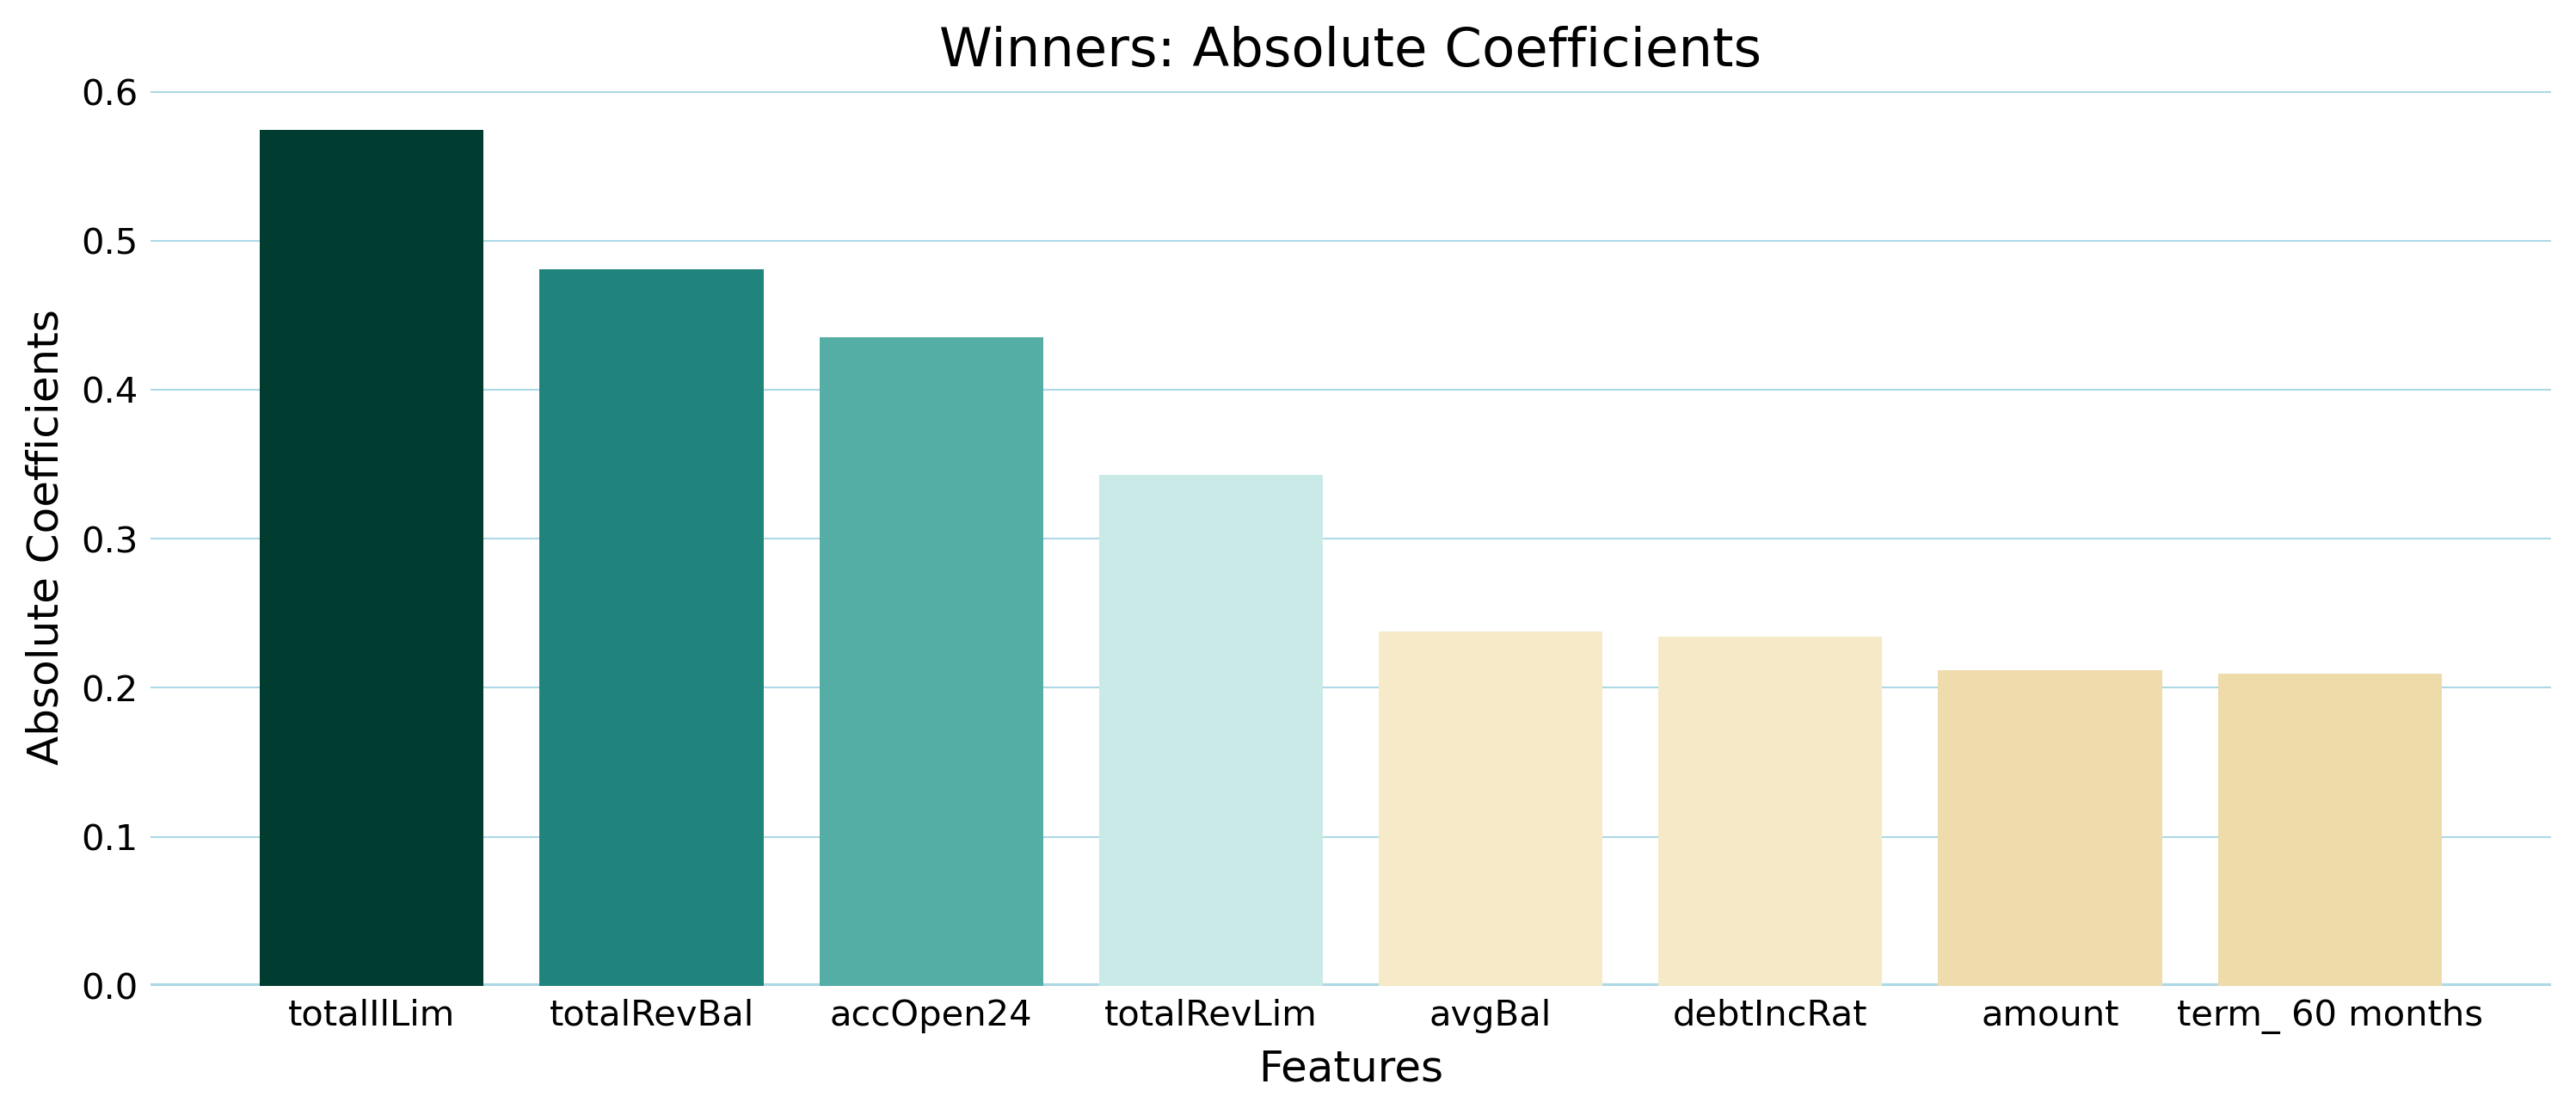 Winners: Absolute Coefficients
Absolute Coefficients
0.6
0.5
0.4
0.3
0.2
0.1
0.0
totalIlLim totalRevBal accOpen24 totalRevLim avgBal debtIncRat amount term_ 60 months
Features